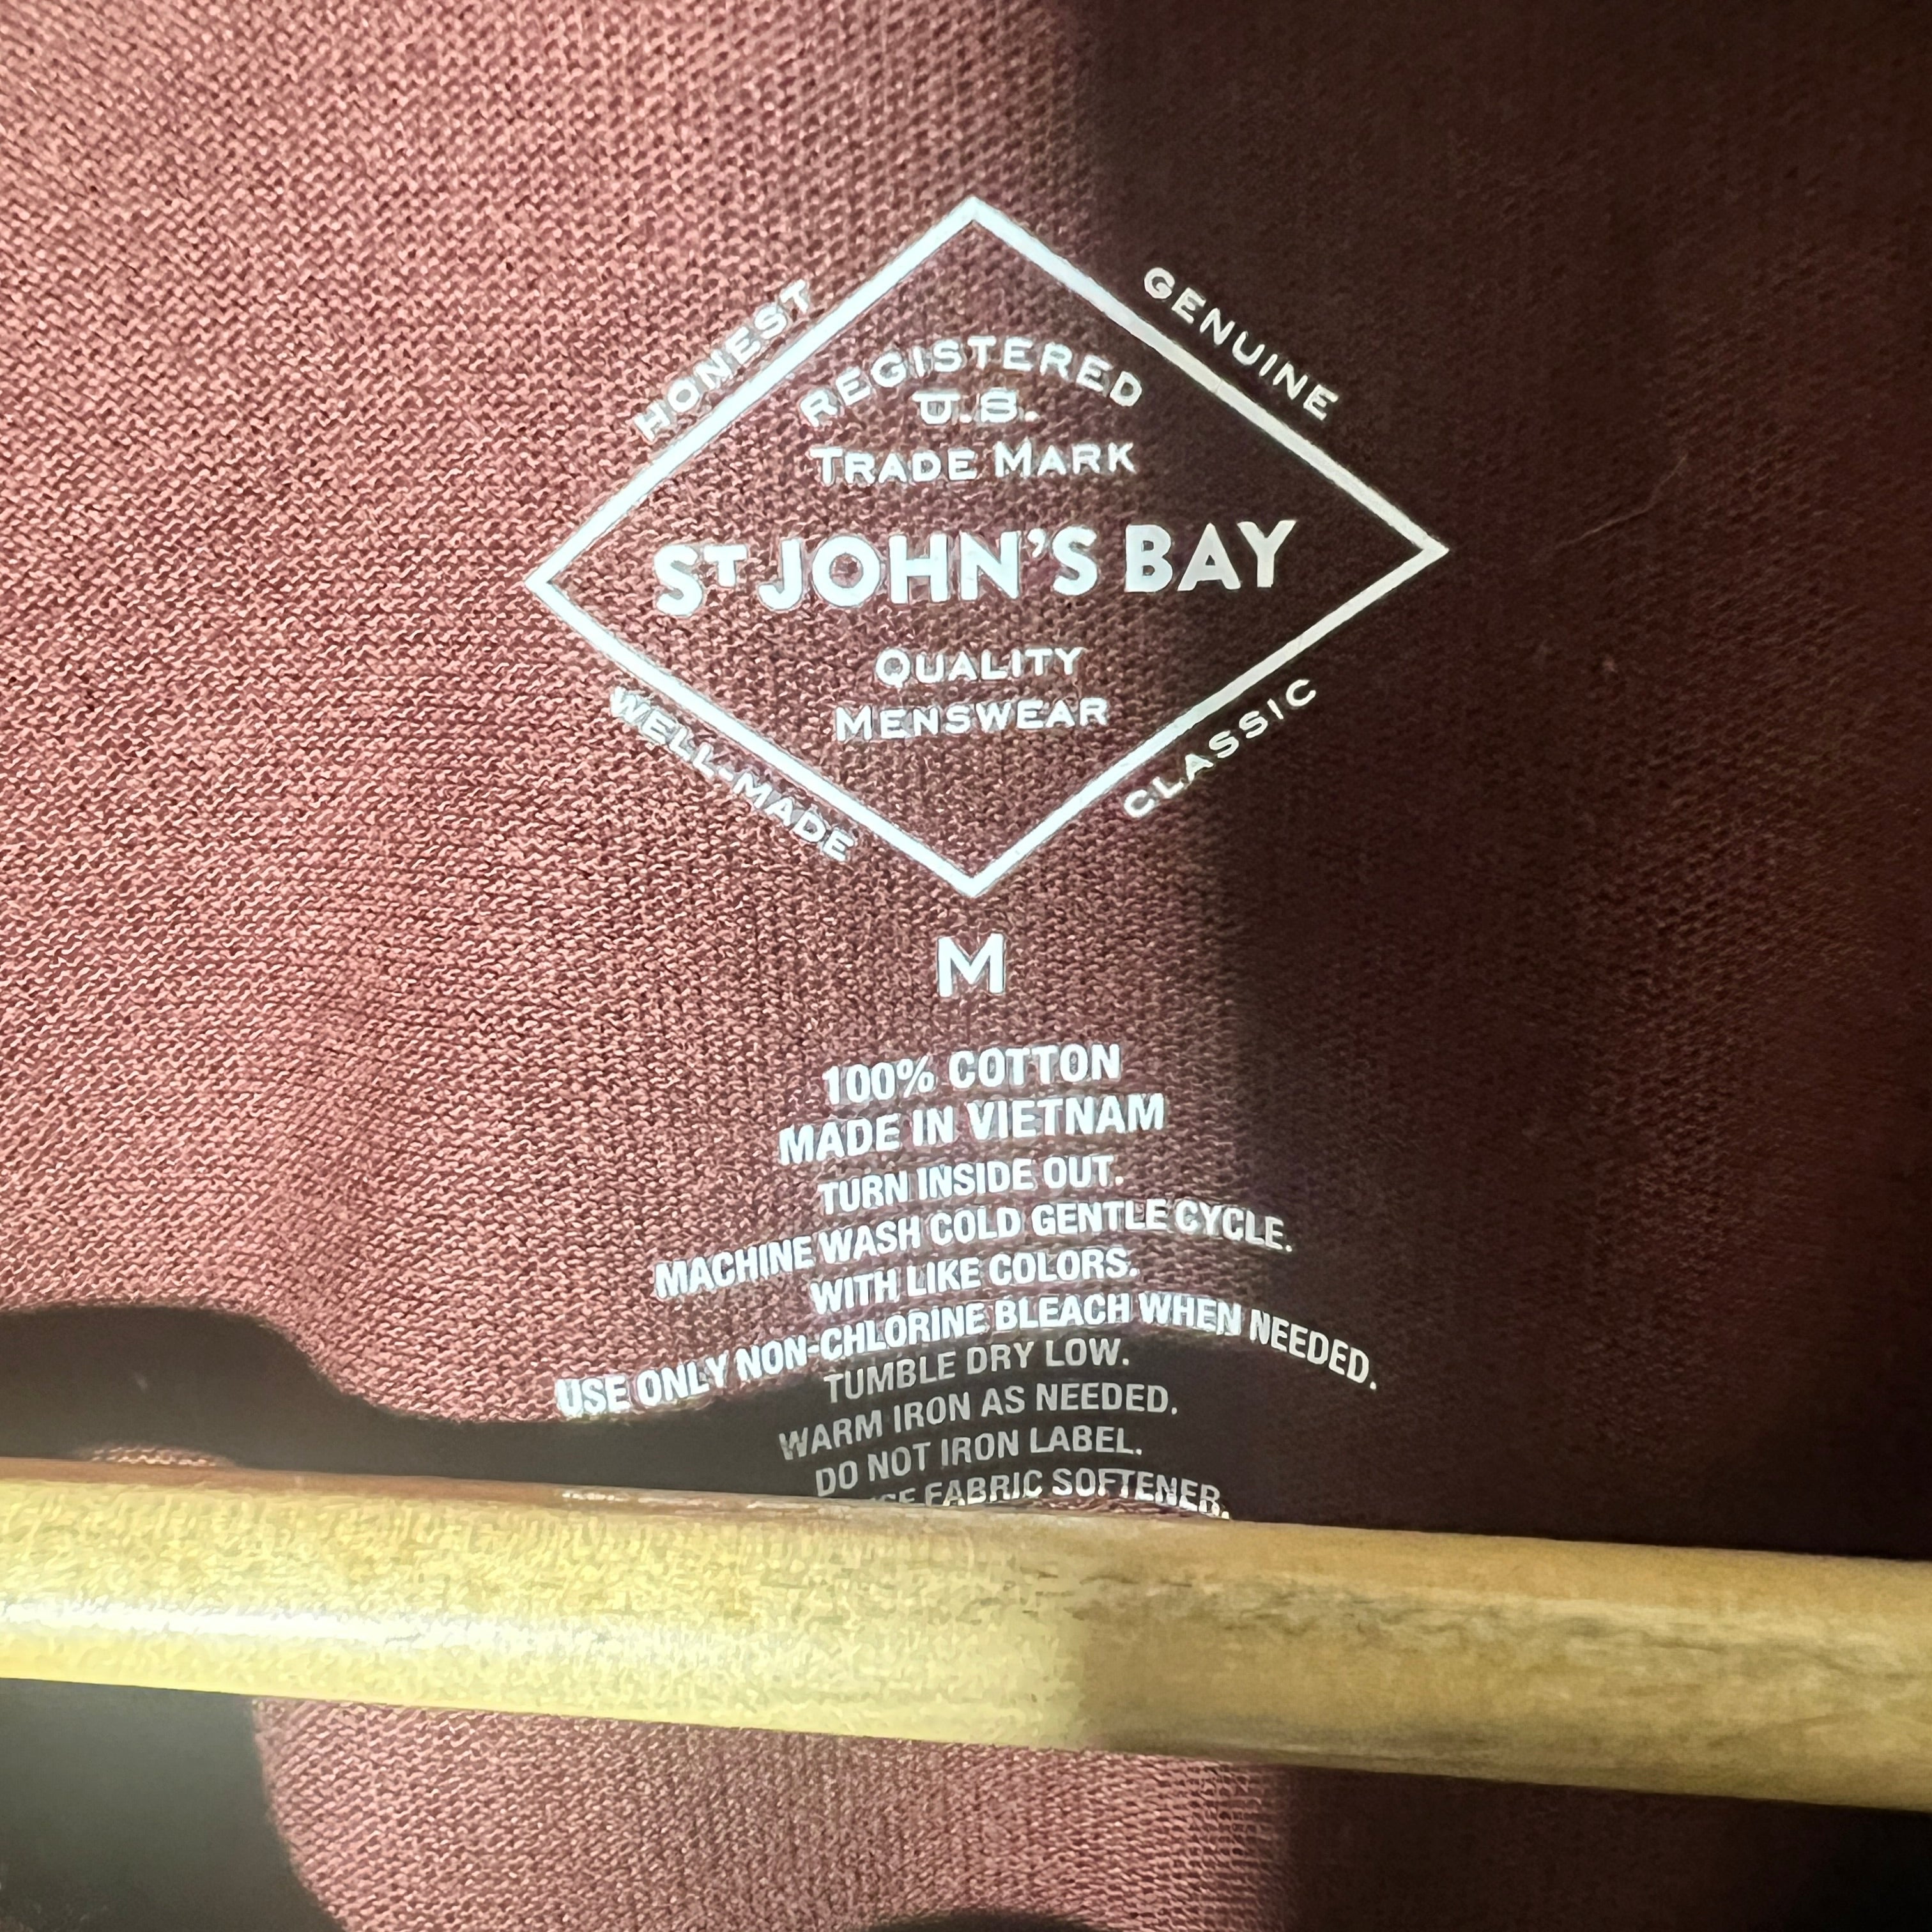 HONEST
GENUINE
REGISTERED
U.S.
TRADE MARK
ST JOHN'S BAY
QUALITY
MENSWEAR
WELL-MADE
CLASSIC
M
100% COTTON
MADE IN VIETNAM
TURN INSIDE OUT.
MACHINE WASH COLD GENTLE CYCLE.
WITH LIKE COLORS.
USE ONLY NON-CHLORINE BLEACH WHEN NEEDED.
TUMBLE DRY LOW.
WARM IRON AS NEEDED.
DO NOT IRON LABEL.
FABRIC SOFTENER.